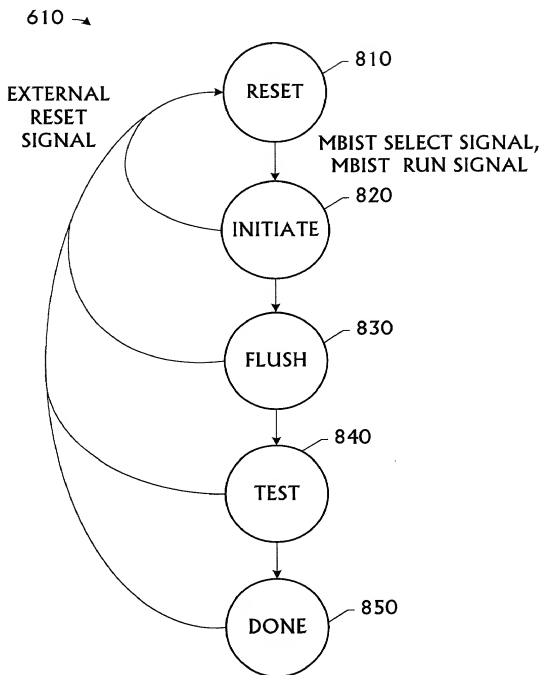 610
810
RESET
EXTERNAL
RESET
SIGNAL
MBIST SELECT SIGNAL,
MBIST RUN SIGNAL
820
INITIATE
830
FLUSH
840
TEST
850
DONE